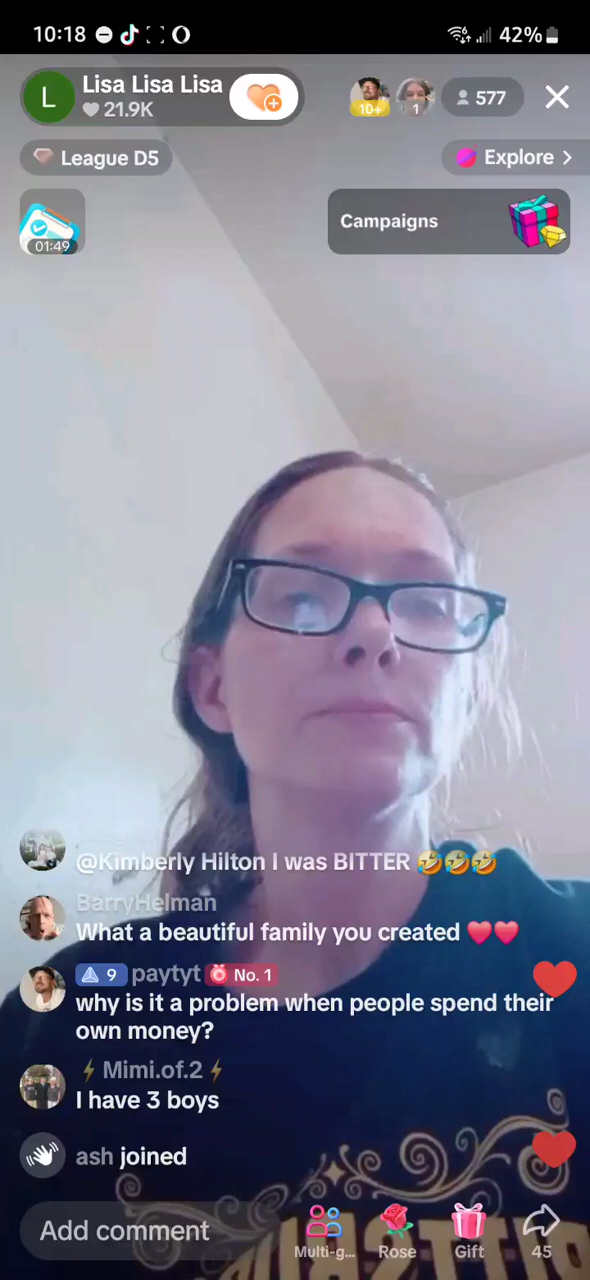 10:18
42%
Lisa Lisa Lisa
21.9K
10+
1
577
League D5
Explore >
01:49
Campaigns
@Kimberly Hilton I was BITTER 🤣🤣🤣
BarryHelman
What a beautiful family you created ❤️❤️
9 paytyt No. 1
why is it a problem when people spend their
own money?
⚡Mimi.of.2⚡
I have 3 boys
ash joined
Add comment
Multi-g...
Rose
Gift
45